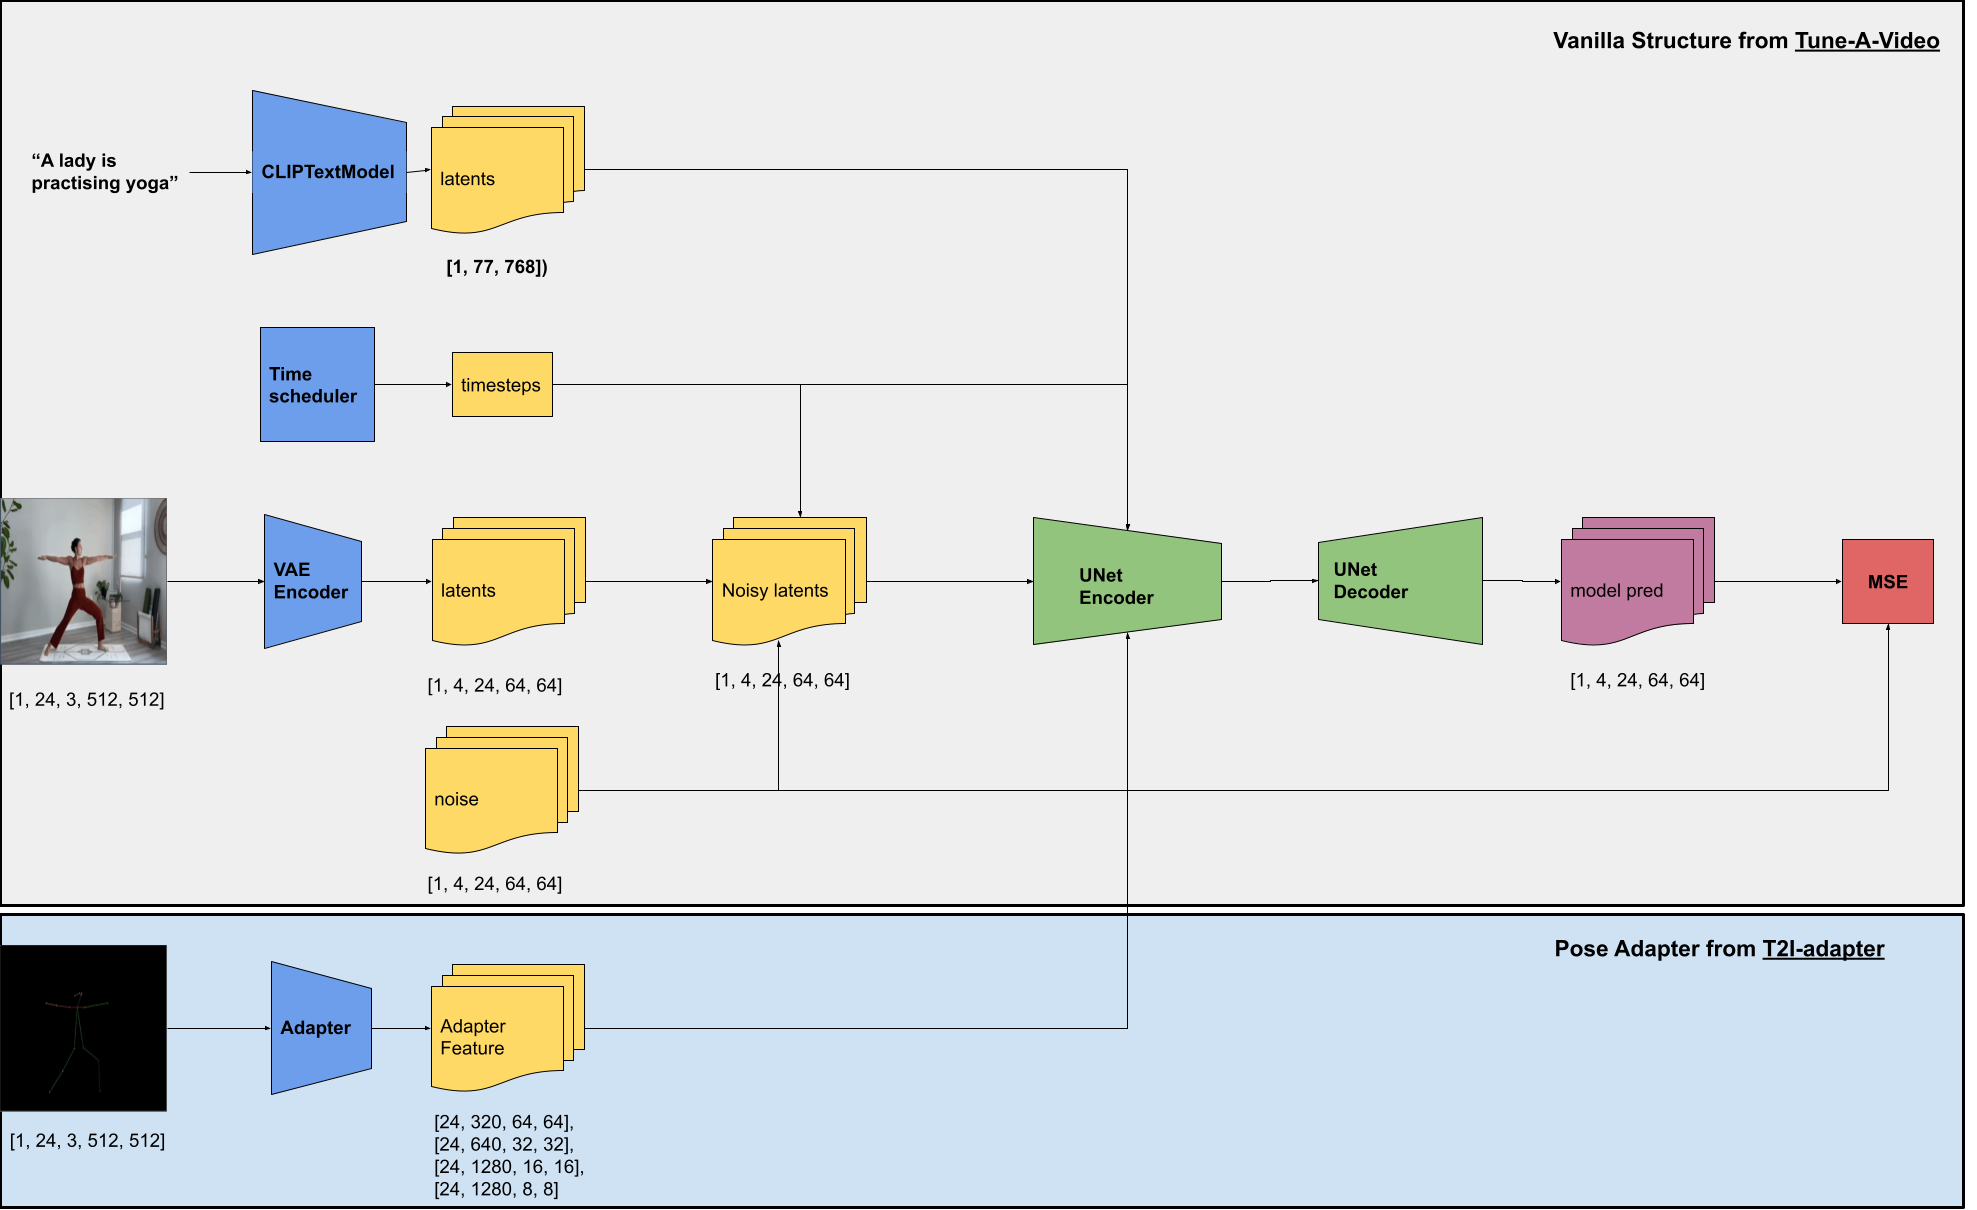 Vanilla Structure from Tune-A-Video
“A lady is
practising yoga”
CLIPTextModel
latents
[1, 77, 768])
Time
scheduler
timesteps
VAE
Encoder
latents
Noisy latents
UNet
Encoder
UNet
Decoder
model pred
MSE
[1, 24, 3, 512, 512]
[1, 4, 24, 64, 64]
[1, 4, 24, 64, 64]
[1, 4, 24, 64, 64]
noise
[1, 4, 24, 64, 64]
Pose Adapter from T2I-adapter
Adapter
Adapter
Feature
[1, 24, 3, 512, 512]
[24, 320, 64, 64],
[24, 640, 32, 32],
[24, 1280, 16, 16],
[24, 1280, 8, 8]